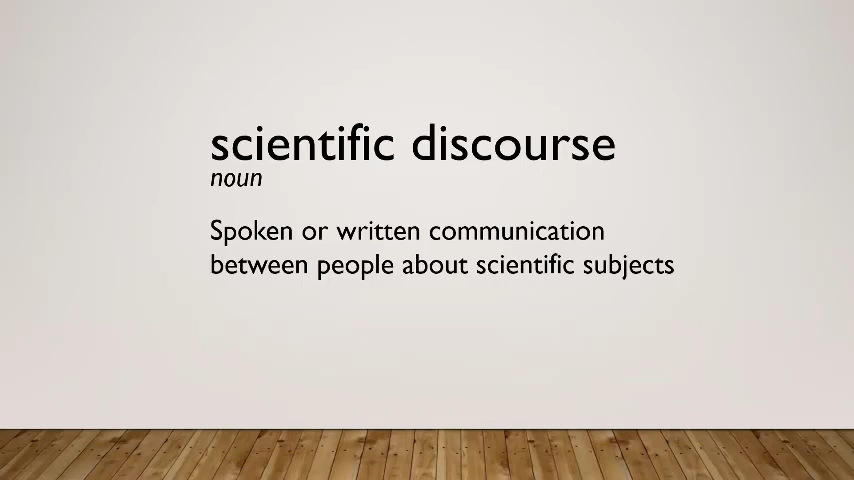 scientific discourse
noun
Spoken or written communication
between people about scientific subjects